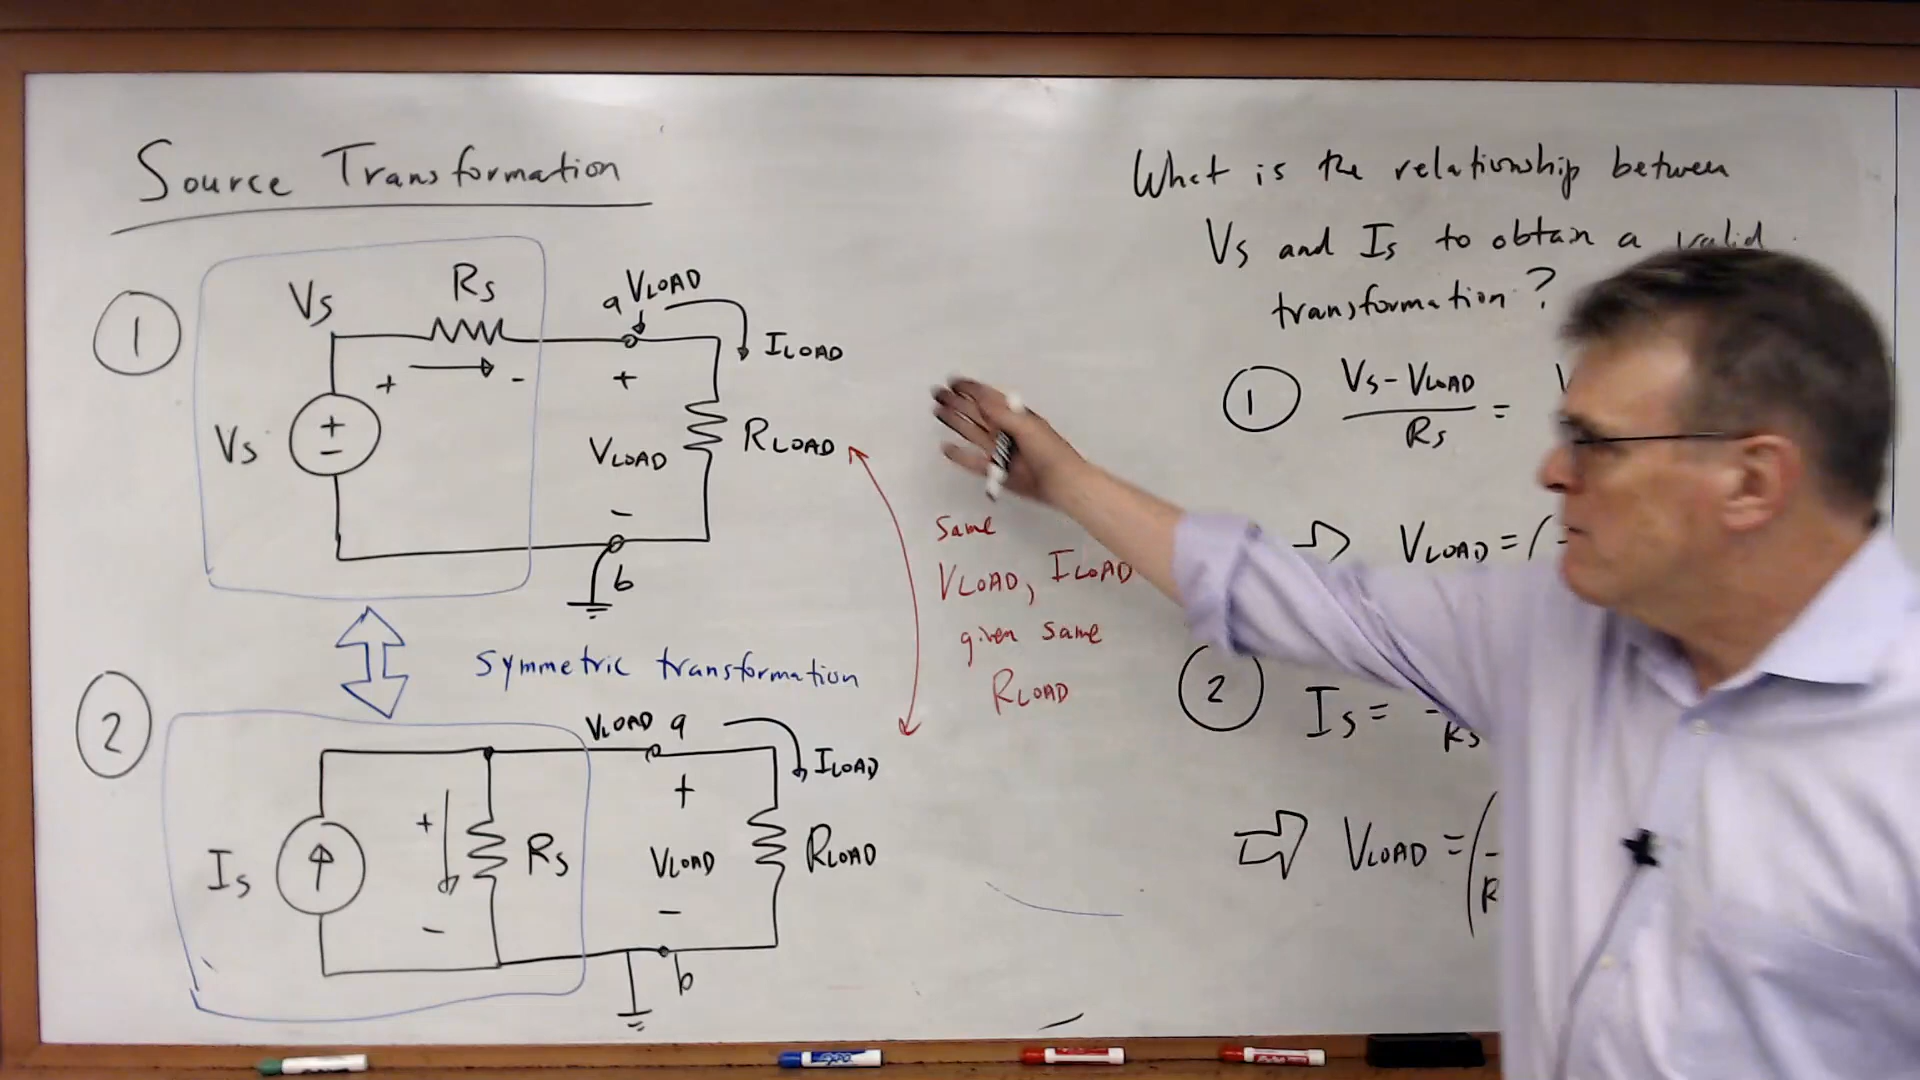 Source Transformation
1
Vs
Rs
a
VLOAD
ILOAD
+
-
+
Vs
+
-
VLOAD
RLOAD
-
b
Symmetric transformation
2
VLOAD a
ILOAD
+
+
Is
Rs
VLOAD
RLOAD
-
-
b
Same
VLOAD, ILOAD
given same
RLOAD
What is the relationship between
Vs and Is to obtain a valid
transformation?
1
Vs - VLOAD
Rs
=
VLOAD = (
2
Is =
Rs
VLOAD = (
EXPO